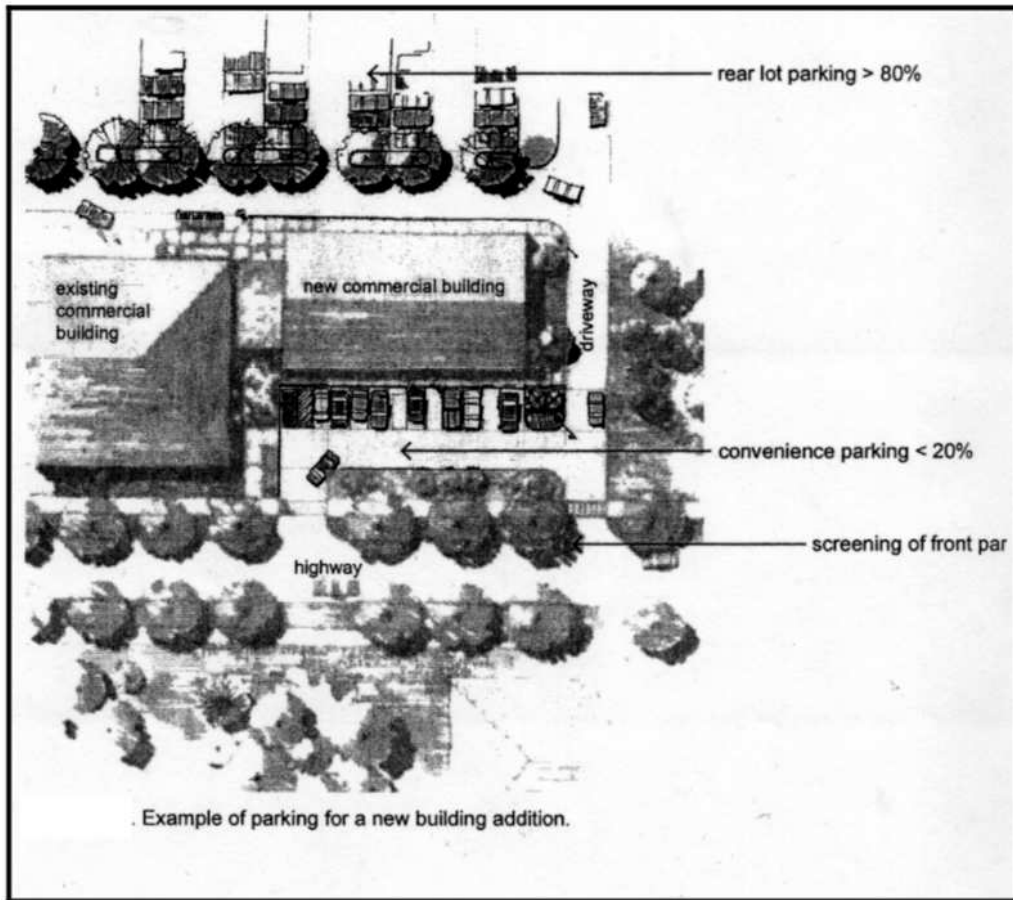 rear lot parking > 80%
existing
commercial
building
new commercial building
driveway
convenience parking < 20%
screening of front par
highway
. Example of parking for a new building addition.